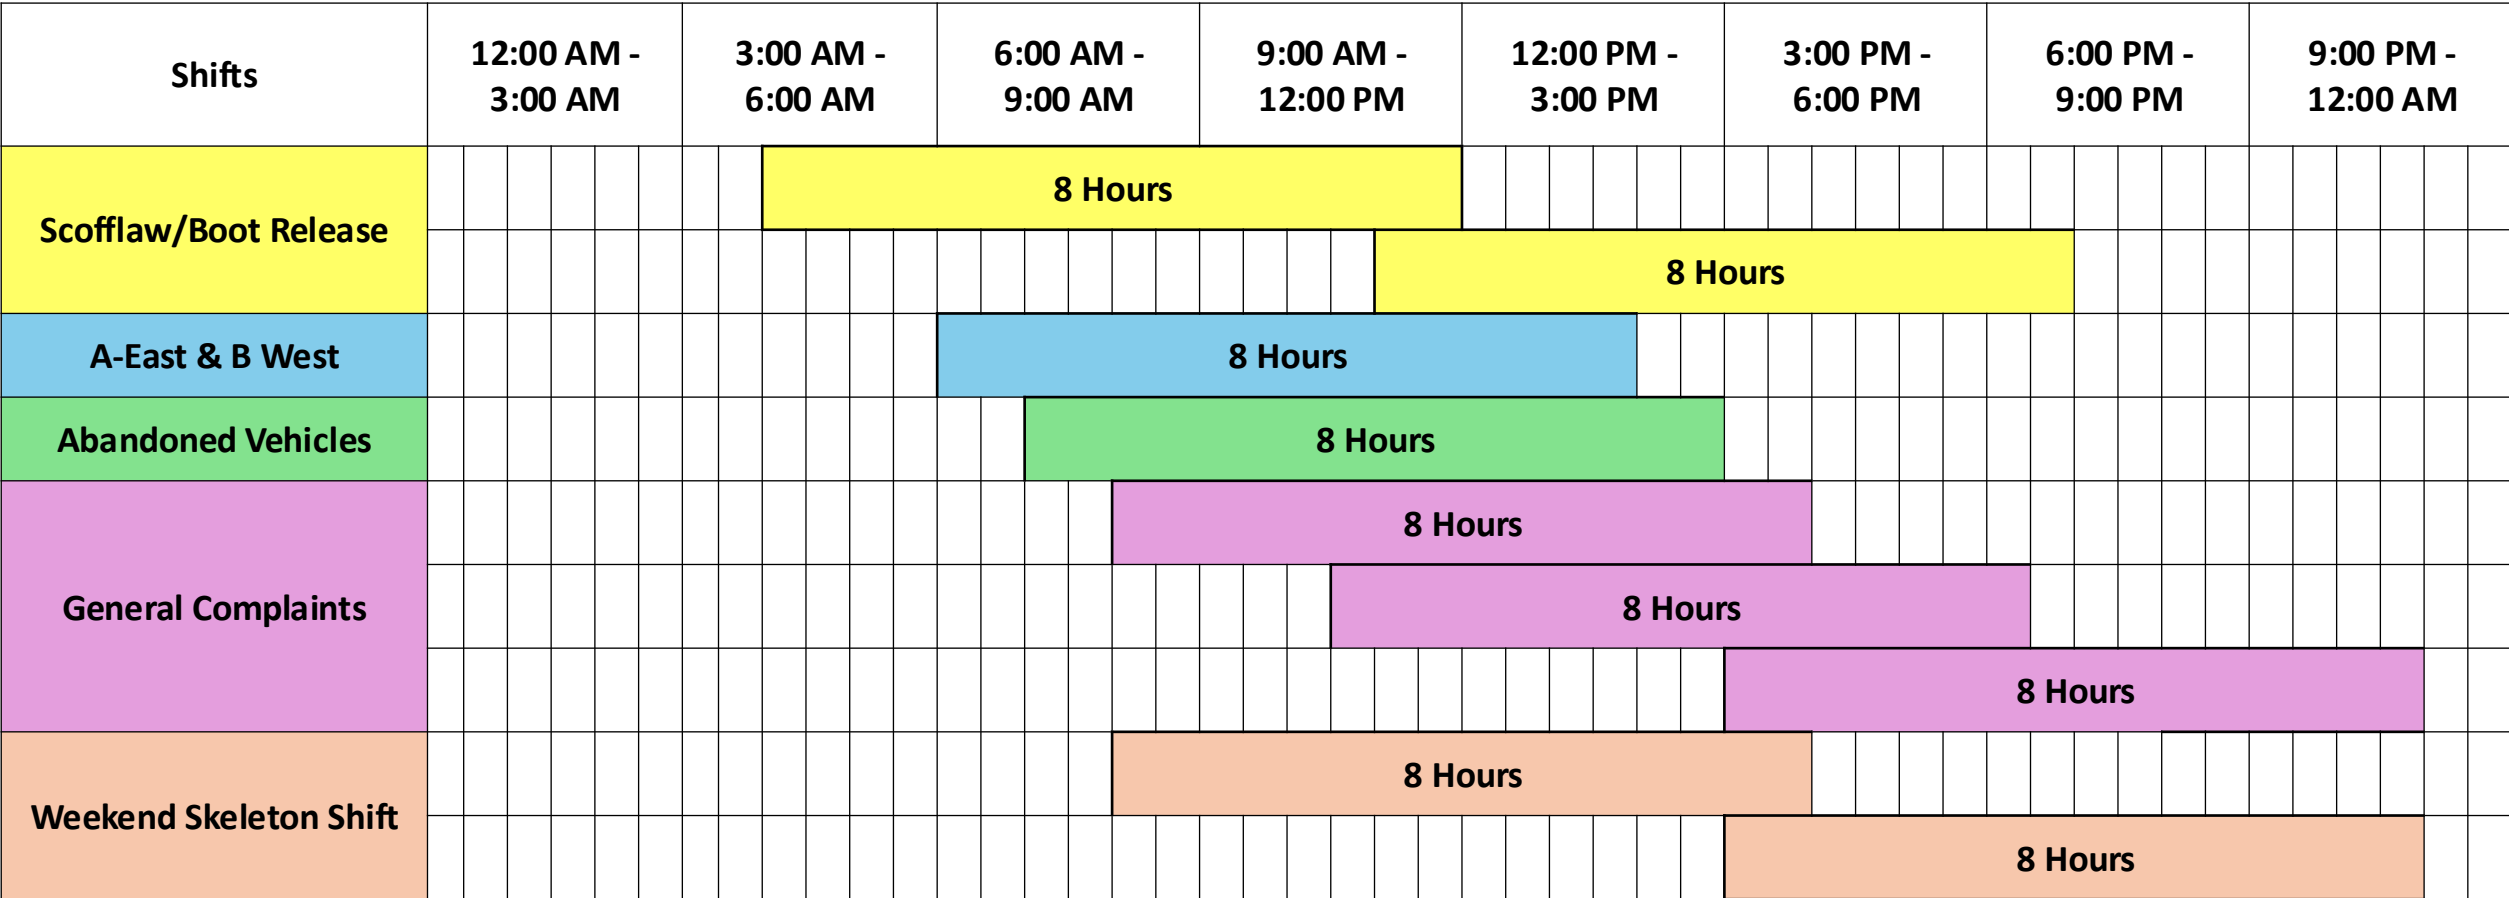 Shifts
12:00 AM -
3:00 AM
3:00 AM -
6:00 AM
6:00 AM -
9:00 AM
9:00 AM -
12:00 PM
12:00 PM -
3:00 PM
3:00 PM -
6:00 PM
6:00 PM -
9:00 PM
9:00 PM -
12:00 AM
Scofflaw/Boot Release
8 Hours
8 Hours
A-East & B West
8 Hours
Abandoned Vehicles
8 Hours
General Complaints
8 Hours
8 Hours
8 Hours
Weekend Skeleton Shift
8 Hours
8 Hours